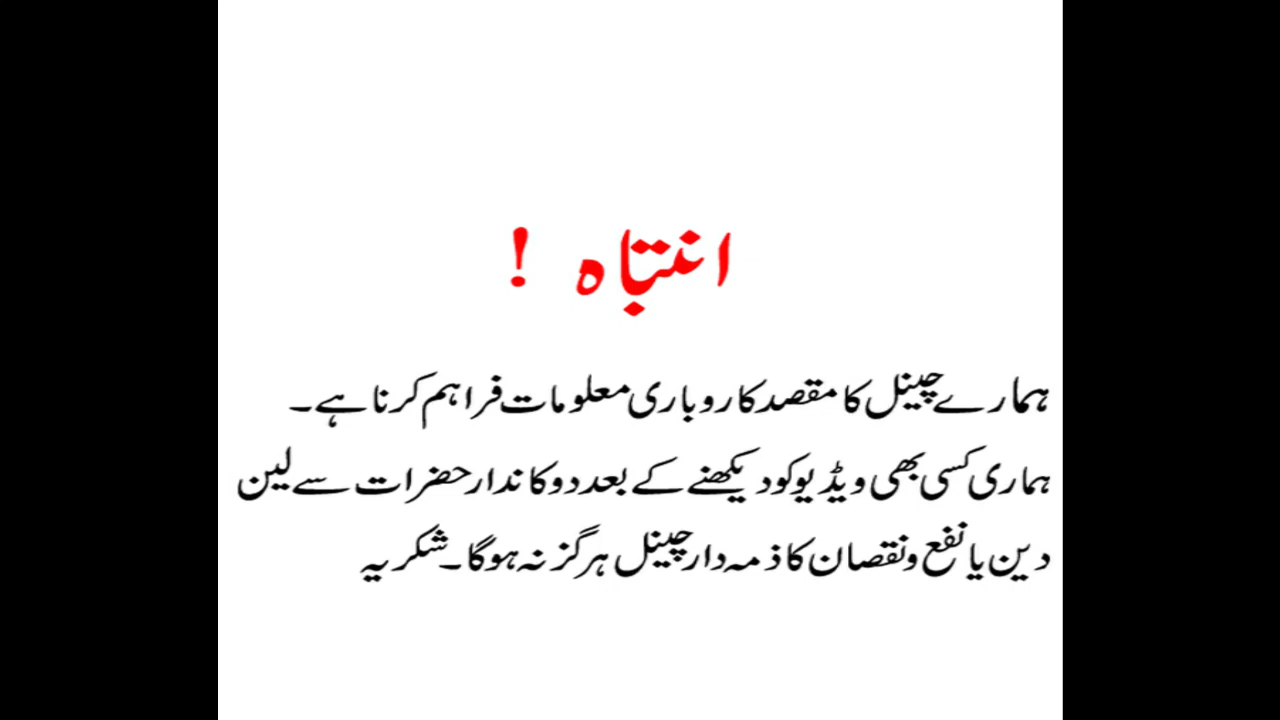 انتباہ !
ہمارے چینل کا مقصد کاروباری معلومات فراہم کرنا ہے۔
ہماری کسی بھی ویڈیو کو دیکھنے کے بعد دوکاندار حضرات سے لین
دین یا نفع ونقصان کا ذمہ دار چینل ہرگز نہ ہوگا۔ شکریہ